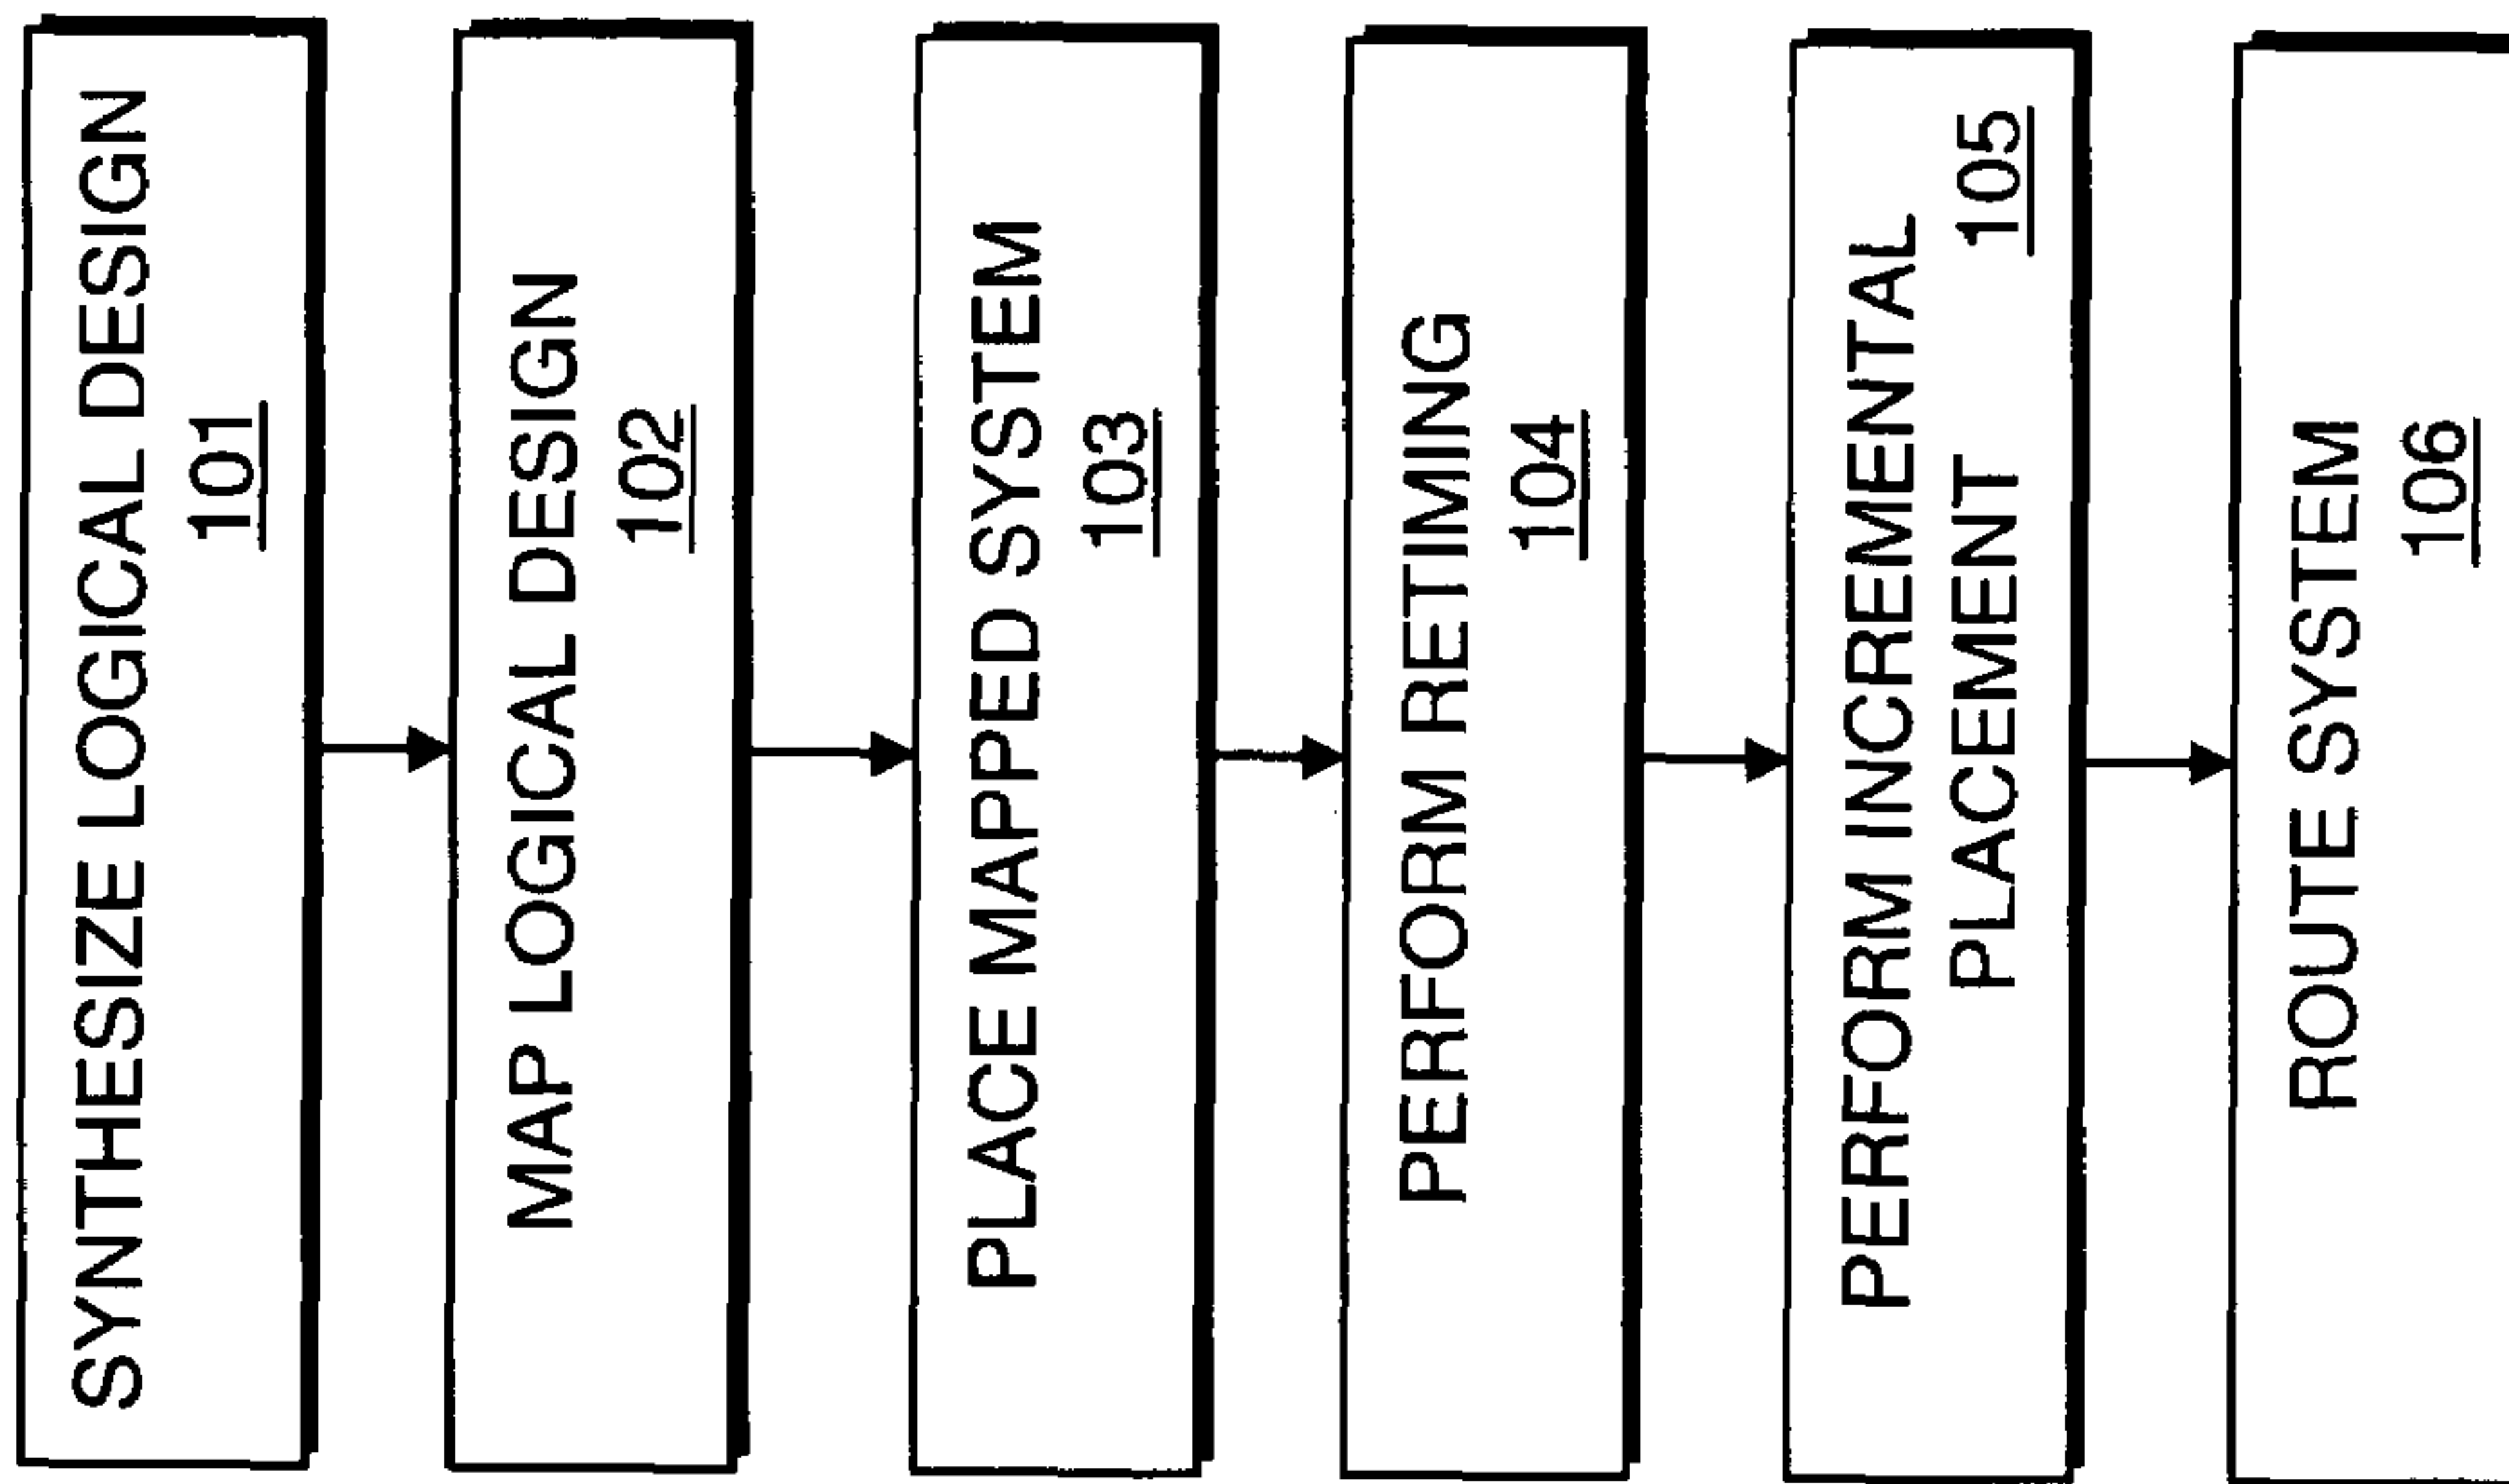 SYNTHESIZE LOGICAL DESIGN
101
MAP LOGICAL DESIGN
102
PLACE MAPPED SYSTEM
103
PERFORM RETIMING
104
PERFORM INCREMENTAL
PLACEMENT 105
ROUTE SYSTEM
106